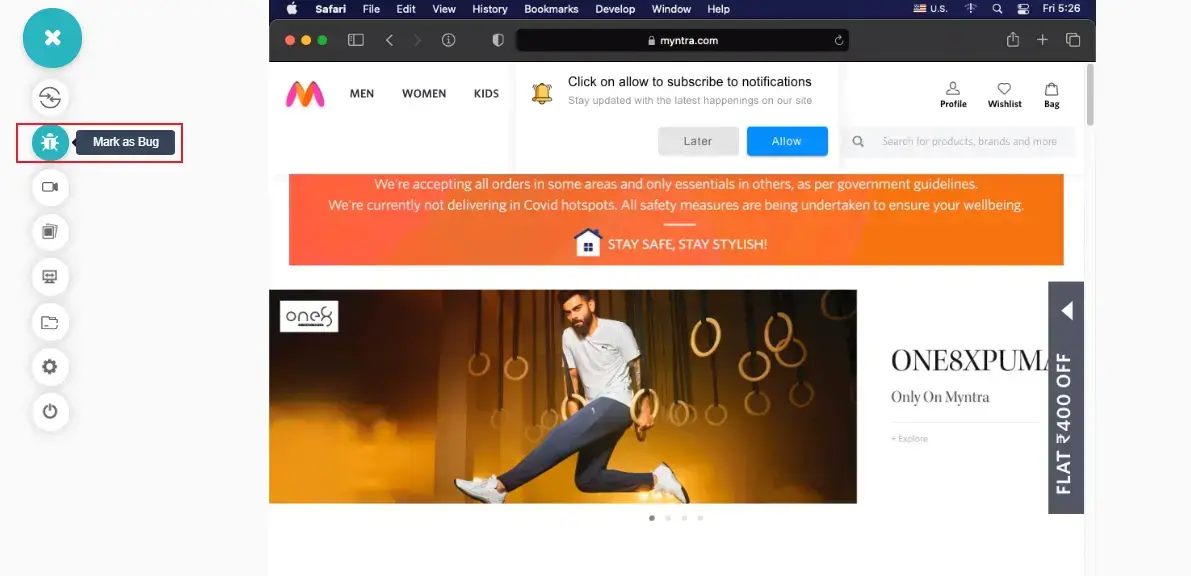 Safari File Edit View History Bookmarks Develop Window Help U.S. Fri 5:26
myntra.com
Mark as Bug
MEN WOMEN KIDS
Click on allow to subscribe to notifications
Stay updated with the latest happenings on our site
Later Allow
Profile Wishlist Bag
Search for products, brands and more
We're accepting all orders in some areas and only essentials in others, as per government guidelines.
We're currently not delivering in Covid hotspots. All safety measures are being undertaken to ensure your wellbeing.
STAY SAFE, STAY STYLISH!
one8
ONE8XPUMA
Only On Myntra
+ Explore
FLAT ₹400 OFF